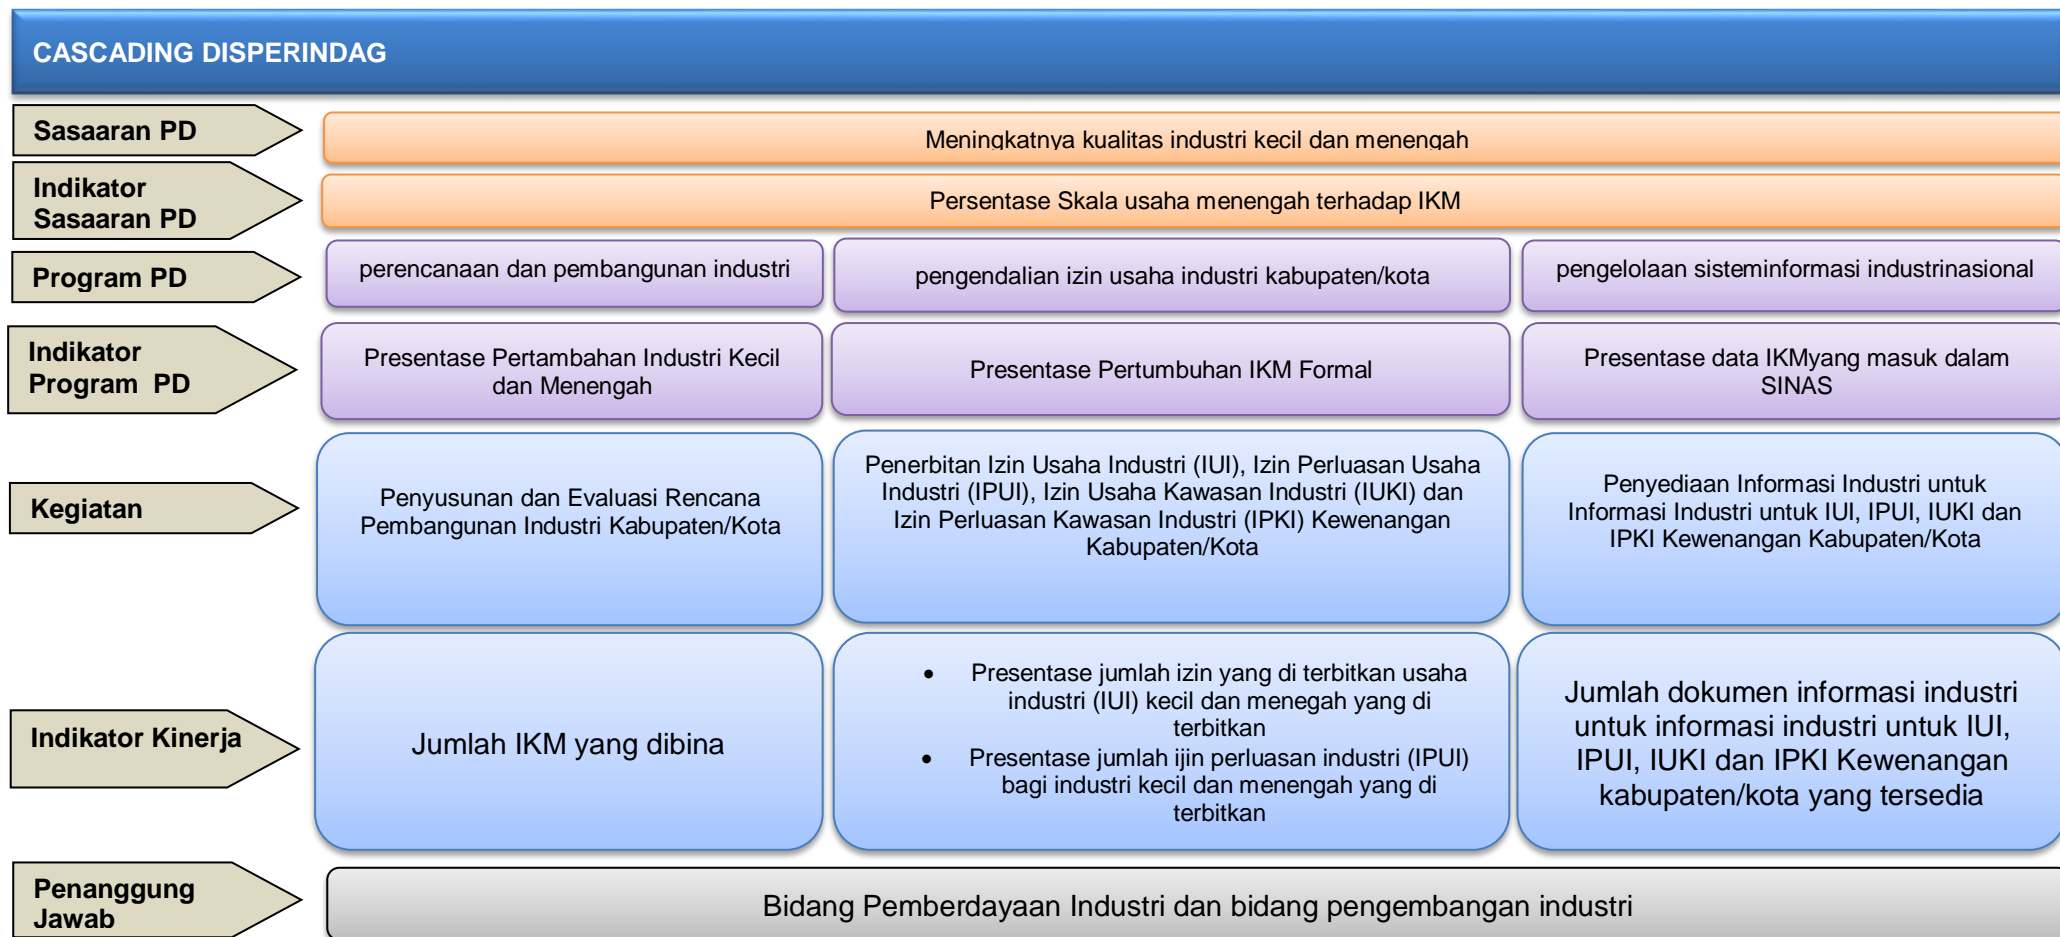 CASCADING DISPERINDAG
Sasaaran PD
Meningkatnya kualitas industri kecil dan menengah
Indikator
Sasaaran PD
Persentase Skala usaha menengah terhadap IKM
Program PD
perencanaan dan pembangunan industri
pengendalian izin usaha industri kabupaten/kota
pengelolaan sisteminformasi industrinasional
Indikator
Program PD
Presentase Pertambahan Industri Kecil
dan Menengah
Presentase Pertumbuhan IKM Formal
Presentase data IKMyang masuk dalam
SINAS
Kegiatan
Penyusunan dan Evaluasi Rencana
Pembangunan Industri Kabupaten/Kota
Penerbitan Izin Usaha Industri (IUI), Izin Perluasan Usaha
Industri (IPUI), Izin Usaha Kawasan Industri (IUKI) dan
Izin Perluasan Kawasan Industri (IPKI) Kewenangan
Kabupaten/Kota
Penyediaan Informasi Industri untuk
Informasi Industri untuk IUI, IPUI, IUKI dan
IPKI Kewenangan Kabupaten/Kota
Indikator Kinerja
Jumlah IKM yang dibina
• Presentase jumlah izin yang di terbitkan usaha
industri (IUI) kecil dan menegah yang di
terbitkan
• Presentase jumlah ijin perluasan industri (IPUI)
bagi industri kecil dan menengah yang di
terbitkan
Jumlah dokumen informasi industri
untuk informasi industri untuk IUI,
IPUI, IUKI dan IPKI Kewenangan
kabupaten/kota yang tersedia
Penanggung
Jawab
Bidang Pemberdayaan Industri dan bidang pengembangan industri